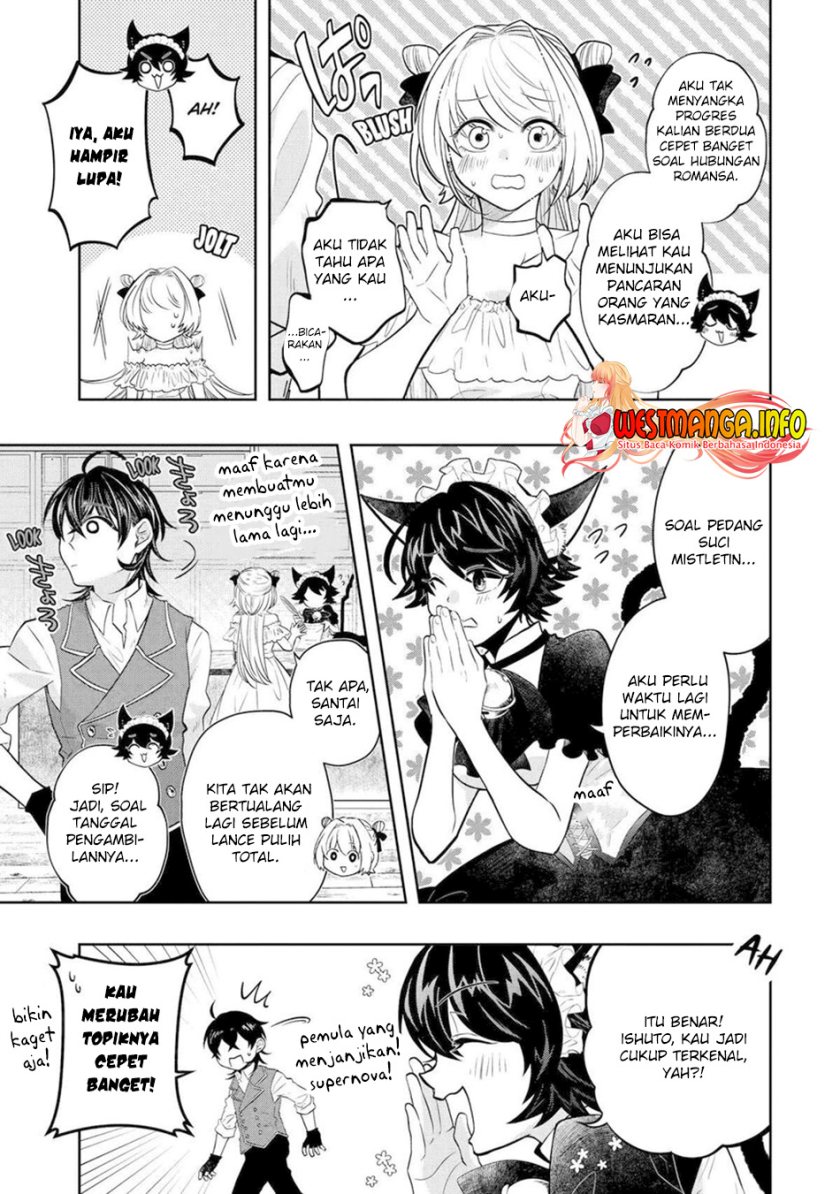 AKU TAK
MENYANGKA
PROGRES
KALIAN BERDUA
CEPET BANGET
SOAL HUBUNGAN
ROMANSA.
AKU BISA
MELIHAT KAU
MENUNJUKAN
PANCARAN
ORANG YANG
KASMARAN...
BLUSH
AKU-
AKU TIDAK
TAHU APA
YANG KAU
...
...BICA-
RAKAN
...
AH!
IYA, AKU
HAMPIR
LUPA!
JOLT
WESTMANGA.INFO
Situs Baca Komik Berbahasa Indonesia
SOAL PEDANG
SUCI
MISTLETIN...
AKU PERLU
WAKTU LAGI
UNTUK MEM-
PERBAIKINYA...
maaf
maaf karena
membuatmu
menunggu lebih
lama lagi...
LOOK
LOOK
TAK APA,
SANTAI
SAJA.
KITA TAK AKAN
BERTUALANG
LAGI SEBELUM
LANCE PULIH
TOTAL.
SIP!
JADI, SOAL
TANGGAL
PENGAMBI-
LANNYA...
AH
ITU BENAR!
ISHUTO, KAU JADI
CUKUP TERKENAL,
YAH?!
pemula yang
menjanjikan!
supernova!
KAU
MERUBAH
TOPIKNYA
CEPET
BANGET!
bikin
kaget
aja!